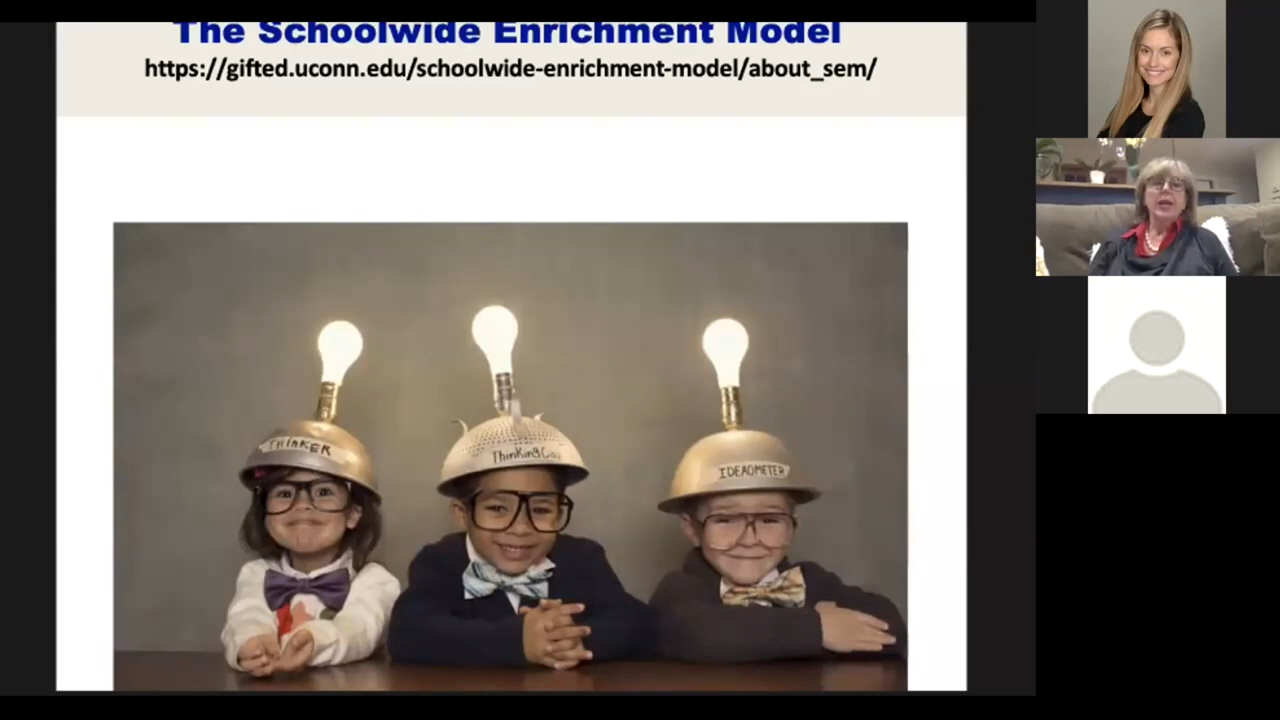 The Schoolwide Enrichment Model
https://gifted.uconn.edu/schoolwide-enrichment-model/about_sem/
THINKER
Thinking Cap
IDEAOMETER